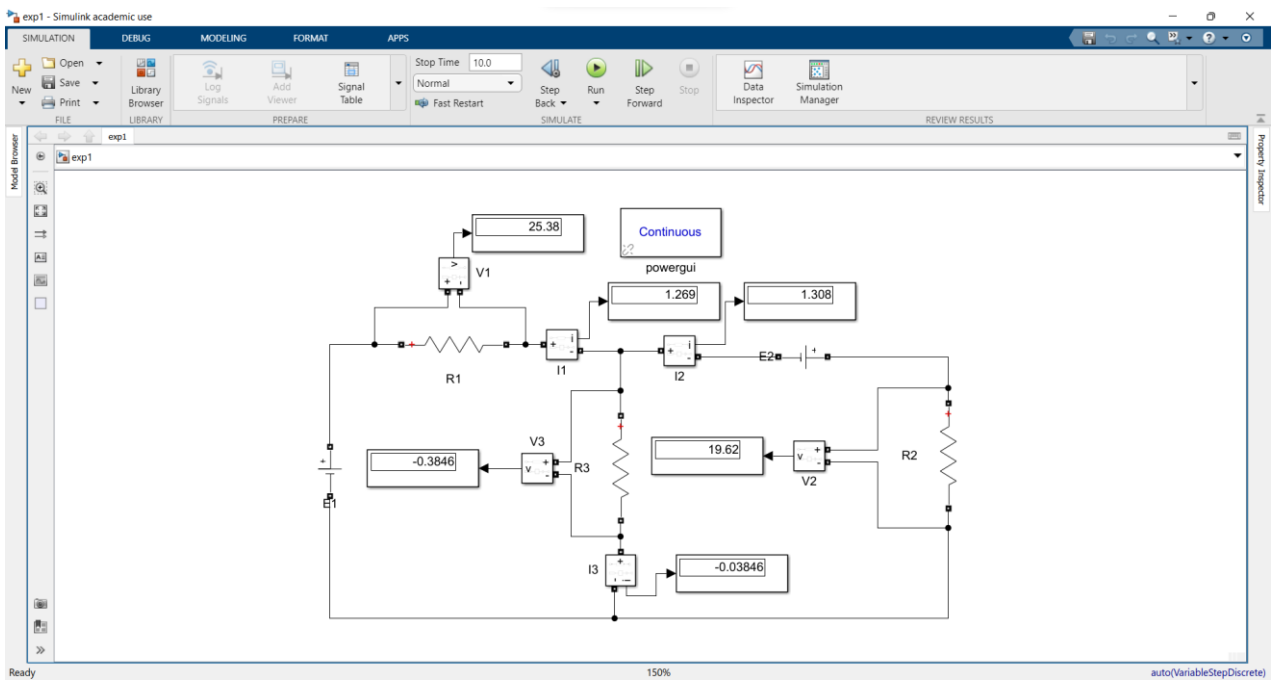 exp1 - Simulink academic use
SIMULATION DEBUG MODELING FORMAT APPS
New
Open
Save
Print
FILE
Library Browser
LIBRARY
Log Signals
Add Viewer
Signal Table
PREPARE
Stop Time 10.0
Normal
Fast Restart
Step Back
Run
Step Forward
Stop
SIMULATE
Data Inspector
Simulation Manager
REVIEW RESULTS
Model Browser
exp1
exp1
Property Inspector
25.38
Continuous
powergui
V1
+ -
1.269
1.308
R1
+ i -
I1
+ i -
I2
E2
+
V3
-0.3846
v + -
R3
19.62
v + -
V2
R2
+
E1
I3
+ i -
-0.03846
Ready
150%
auto(VariableStepDiscrete)